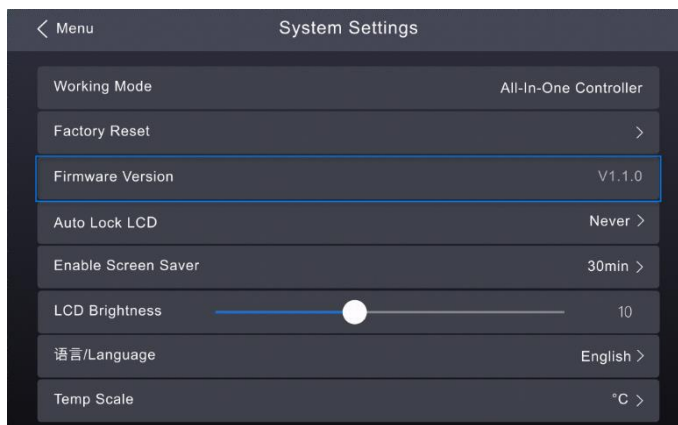 Menu System Settings
Working Mode All-In-One Controller
Factory Reset
Firmware Version V1.1.0
Auto Lock LCD Never
Enable Screen Saver 30min
LCD Brightness 10
语言/Language English
Temp Scale °C